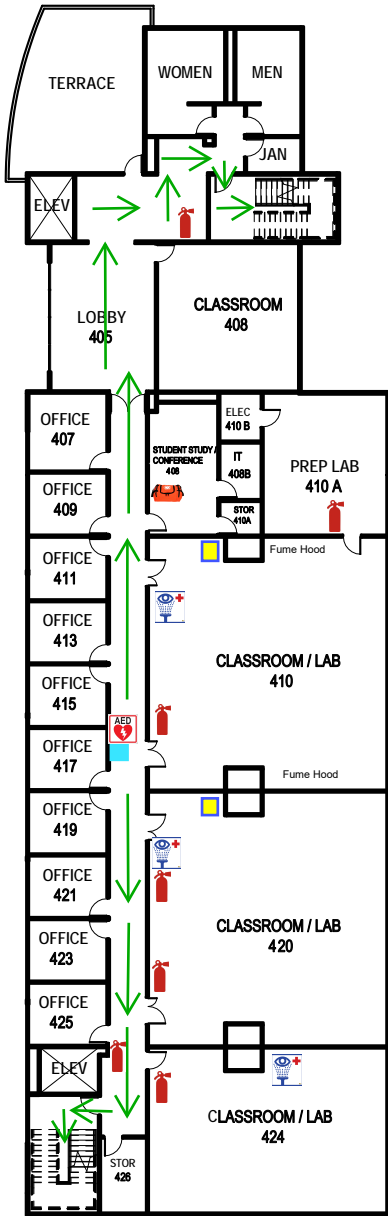 WOMEN
MEN
TERRACE
JAN
ELEV
LOBBY
405
CLASSROOM
408
OFFICE
407
ELEC
410 B
STUDENT STUDY /
CONFERENCE
408
IT
408B
PREP LAB
410 A
OFFICE
409
STOR
410A
OFFICE
411
Fume Hood
OFFICE
413
CLASSROOM / LAB
410
OFFICE
415
AED
OFFICE
417
Fume Hood
OFFICE
419
OFFICE
421
CLASSROOM / LAB
420
OFFICE
423
OFFICE
425
ELEV
CLASSROOM / LAB
424
STOR
426